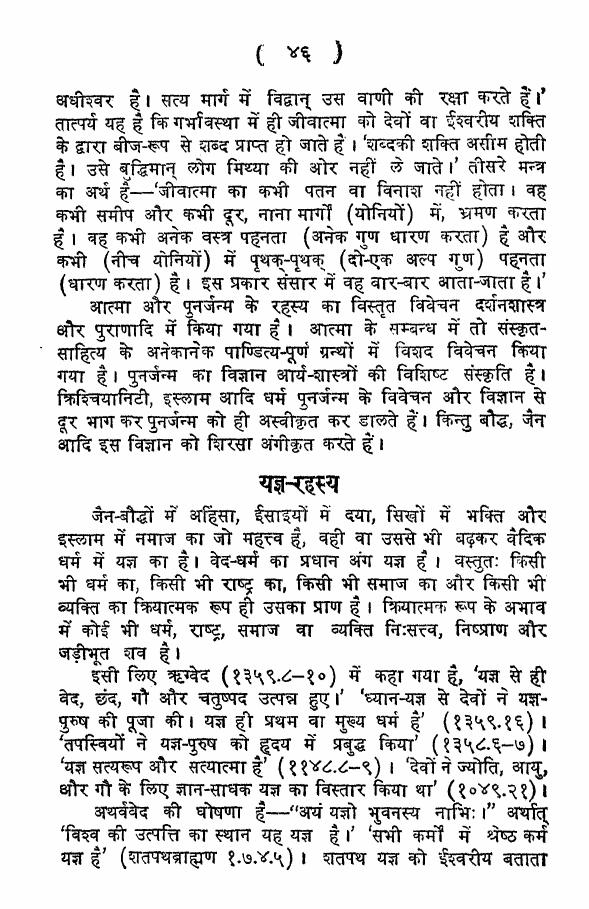 ( ४६ )
अधीश्वर है। सत्य मार्ग में विद्वान् उस वाणी की रक्षा करते हैं।’
तात्पर्य यह है कि गर्भावस्था में ही जीवात्मा को देवों वा ईश्वरीय शक्ति
के द्वारा बीज-रूप से शब्द प्राप्त हो जाते हैं। ‘शब्दकी शक्ति असीम होती
है। उसे बुद्धिमान् लोग मिथ्या की ओर नहीं ले जाते।’ तीसरे मन्त्र
का अर्थ है—‘जीवात्मा का कभी पतन वा विनाश नहीं होता। वह
कभी समीप और कभी दूर, नाना मार्गों (योनियों) में, भ्रमण करता
है। वह कभी अनेक वस्त्र पहनता (अनेक गुण धारण करता) है और
कभी (नीच योनियों) में पृथक्-पृथक् (दो-एक अल्प गुण) पहनता
(धारण करता) है। इस प्रकार संसार में वह बार-बार आता-जाता है।’
आत्मा और पुनर्जन्म के रहस्य का विस्तृत विवेचन दर्शनशास्त्र
और पुराणादि में किया गया है। आत्मा के सम्बन्ध में तो संस्कृत-
साहित्य के अनेकानेक पाण्डित्य-पूर्ण ग्रन्थों में विशद विवेचन किया
गया है। पुनर्जन्म का विज्ञान आर्य-शास्त्रों की विशिष्ट संस्कृति है।
क्रिश्चियानिटी, इस्लाम आदि धर्म पुनर्जन्म के विवेचन और विज्ञान से
दूर भाग कर पुनर्जन्म को ही अस्वीकृत कर डालते हैं। किन्तु बौद्ध, जैन
आदि इस विज्ञान को शिरसा अंगीकृत करते हैं।
यज्ञ-रहस्य
जैन-बौद्धों में अहिंसा, ईसाइयों में दया, सिखों में भक्ति और
इस्लाम में नमाज का जो महत्त्व है, वही वा उससे भी बढ़कर वैदिक
धर्म में यज्ञ का है। वेद-धर्म का प्रधान अंग यज्ञ है। वस्तुतः किसी
भी धर्म का, किसी भी राष्ट्र का, किसी भी समाज का और किसी भी
व्यक्ति का क्रियात्मक रूप ही उसका प्राण है। क्रियात्मक रूप के अभाव
में कोई भी धर्म, राष्ट्र, समाज वा व्यक्ति निःसत्त्व, निष्प्राण और
जड़ीभूत शव है।
इसी लिए ऋग्वेद (१३५९.८–१०) में कहा गया है, ‘यज्ञ से ही
वेद, छंद, गौ और चतुष्पद उत्पन्न हुए।’ ‘ध्यान-यज्ञ से देवों ने यज्ञ-
पुरुष की पूजा की। यज्ञ ही प्रथम वा मुख्य धर्म है’ (१३५९.१६)।
‘तपस्वियों ने यज्ञ-पुरुष को हृदय में प्रबुद्ध किया’ (१३५८.६–७)।
‘यज्ञ सत्यरूप और सत्यात्मा है’ (११४८.८–९)। ‘देवों ने ज्योति, आयु,
और गौ के लिए ज्ञान-साधक यज्ञ का विस्तार किया था’ (१०४९.२१)।
अथर्ववेद की घोषणा है—“अयं यज्ञो भुवनस्य नाभिः।” अर्थात्
‘विश्व की उत्पत्ति का स्थान यह यज्ञ है।’ ‘सभी कर्मों में श्रेष्ठ कर्म
यज्ञ है’ (शतपथब्राह्मण १.७.४.५)। शतपथ यज्ञ को ईश्वरीय बताता